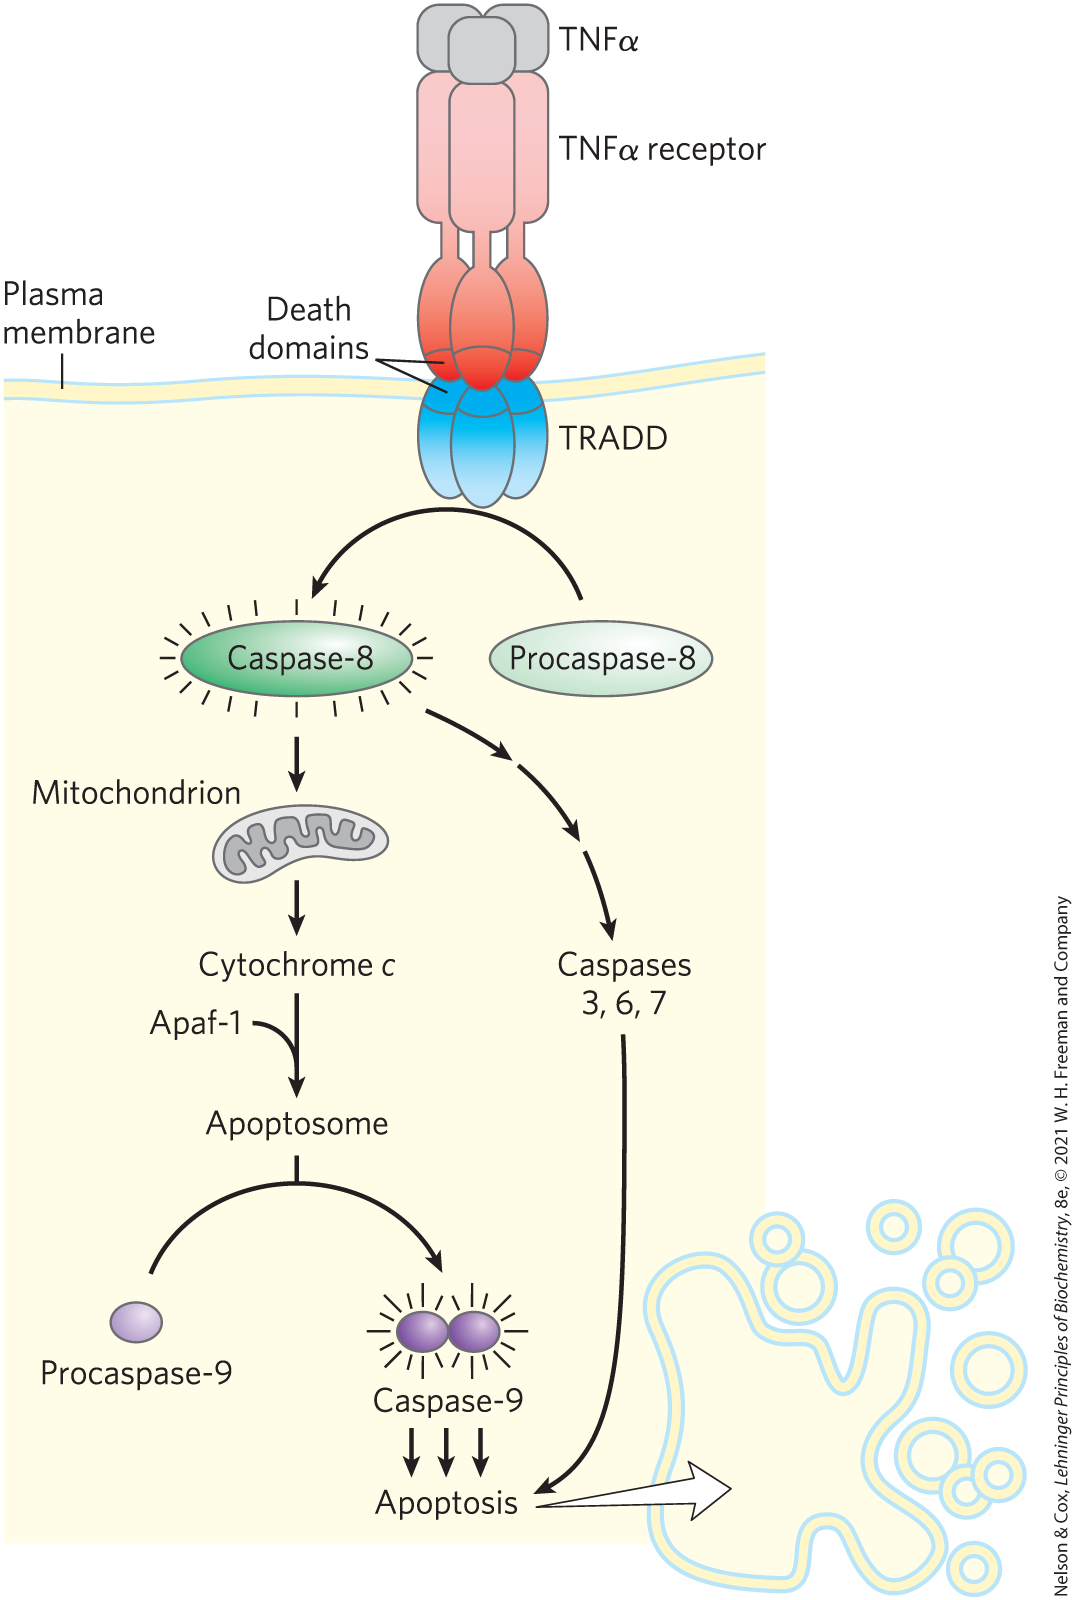 TNFα
TNFα receptor
Plasma
membrane
Death
domains
TRADD
Caspase-8
Procaspase-8
Mitochondrion
Cytochrome c
Caspases
3, 6, 7
Apaf-1
Apoptosome
Procaspase-9
Caspase-9
Apoptosis
Nelson & Cox, Lehninger Principles of Biochemistry, 8e, © 2021 W. H. Freeman and Company